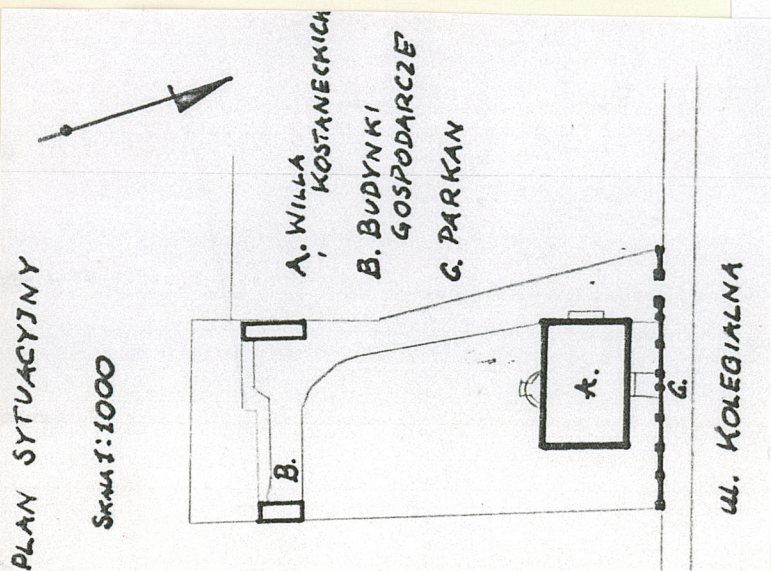 PLAN SYTUACYJNY
SKALA 1:1000
A. WILLA
KOSTANECKICH
B. BUDYNKI
GOSPODARCZE
C. PARKAN
B.
A.
C.
UL. KOLEGIALNA